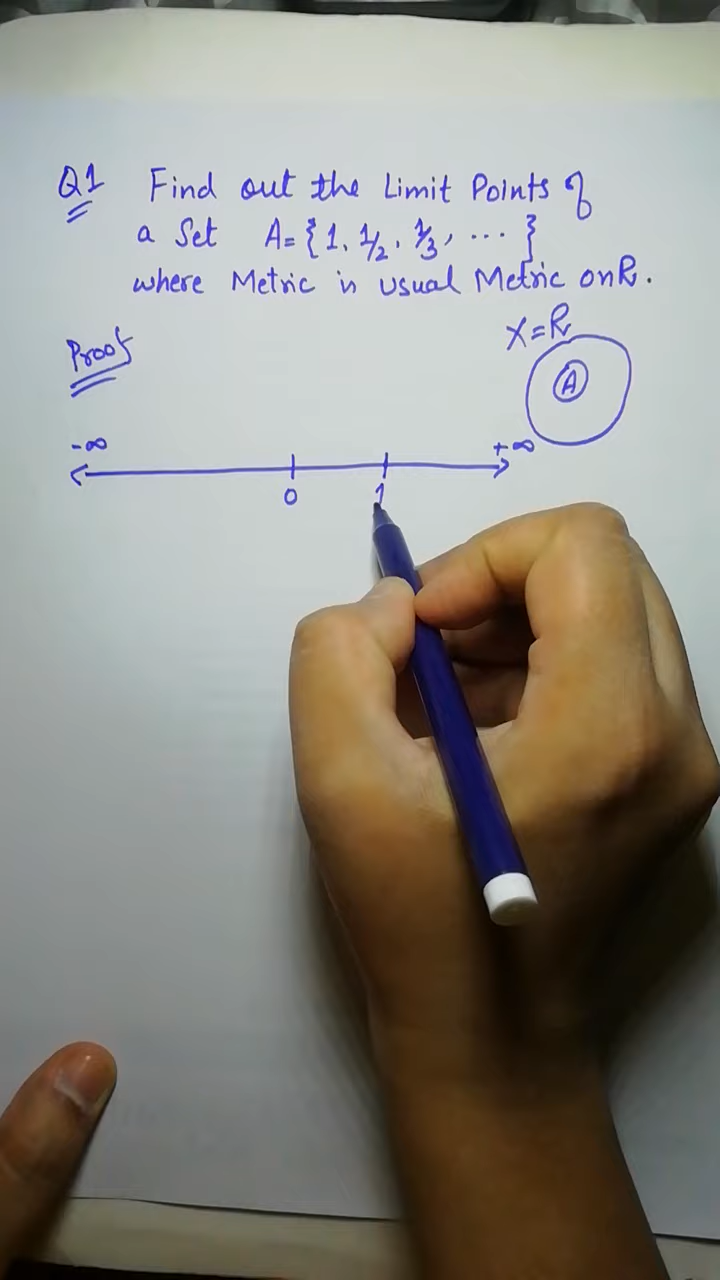 Q1 Find out the Limit Points of
a Set A = {1, 1/2, 1/3, ... }
where Metric is usual Metric on R.
Proof
X = R
A
-∞ +∞
0 1